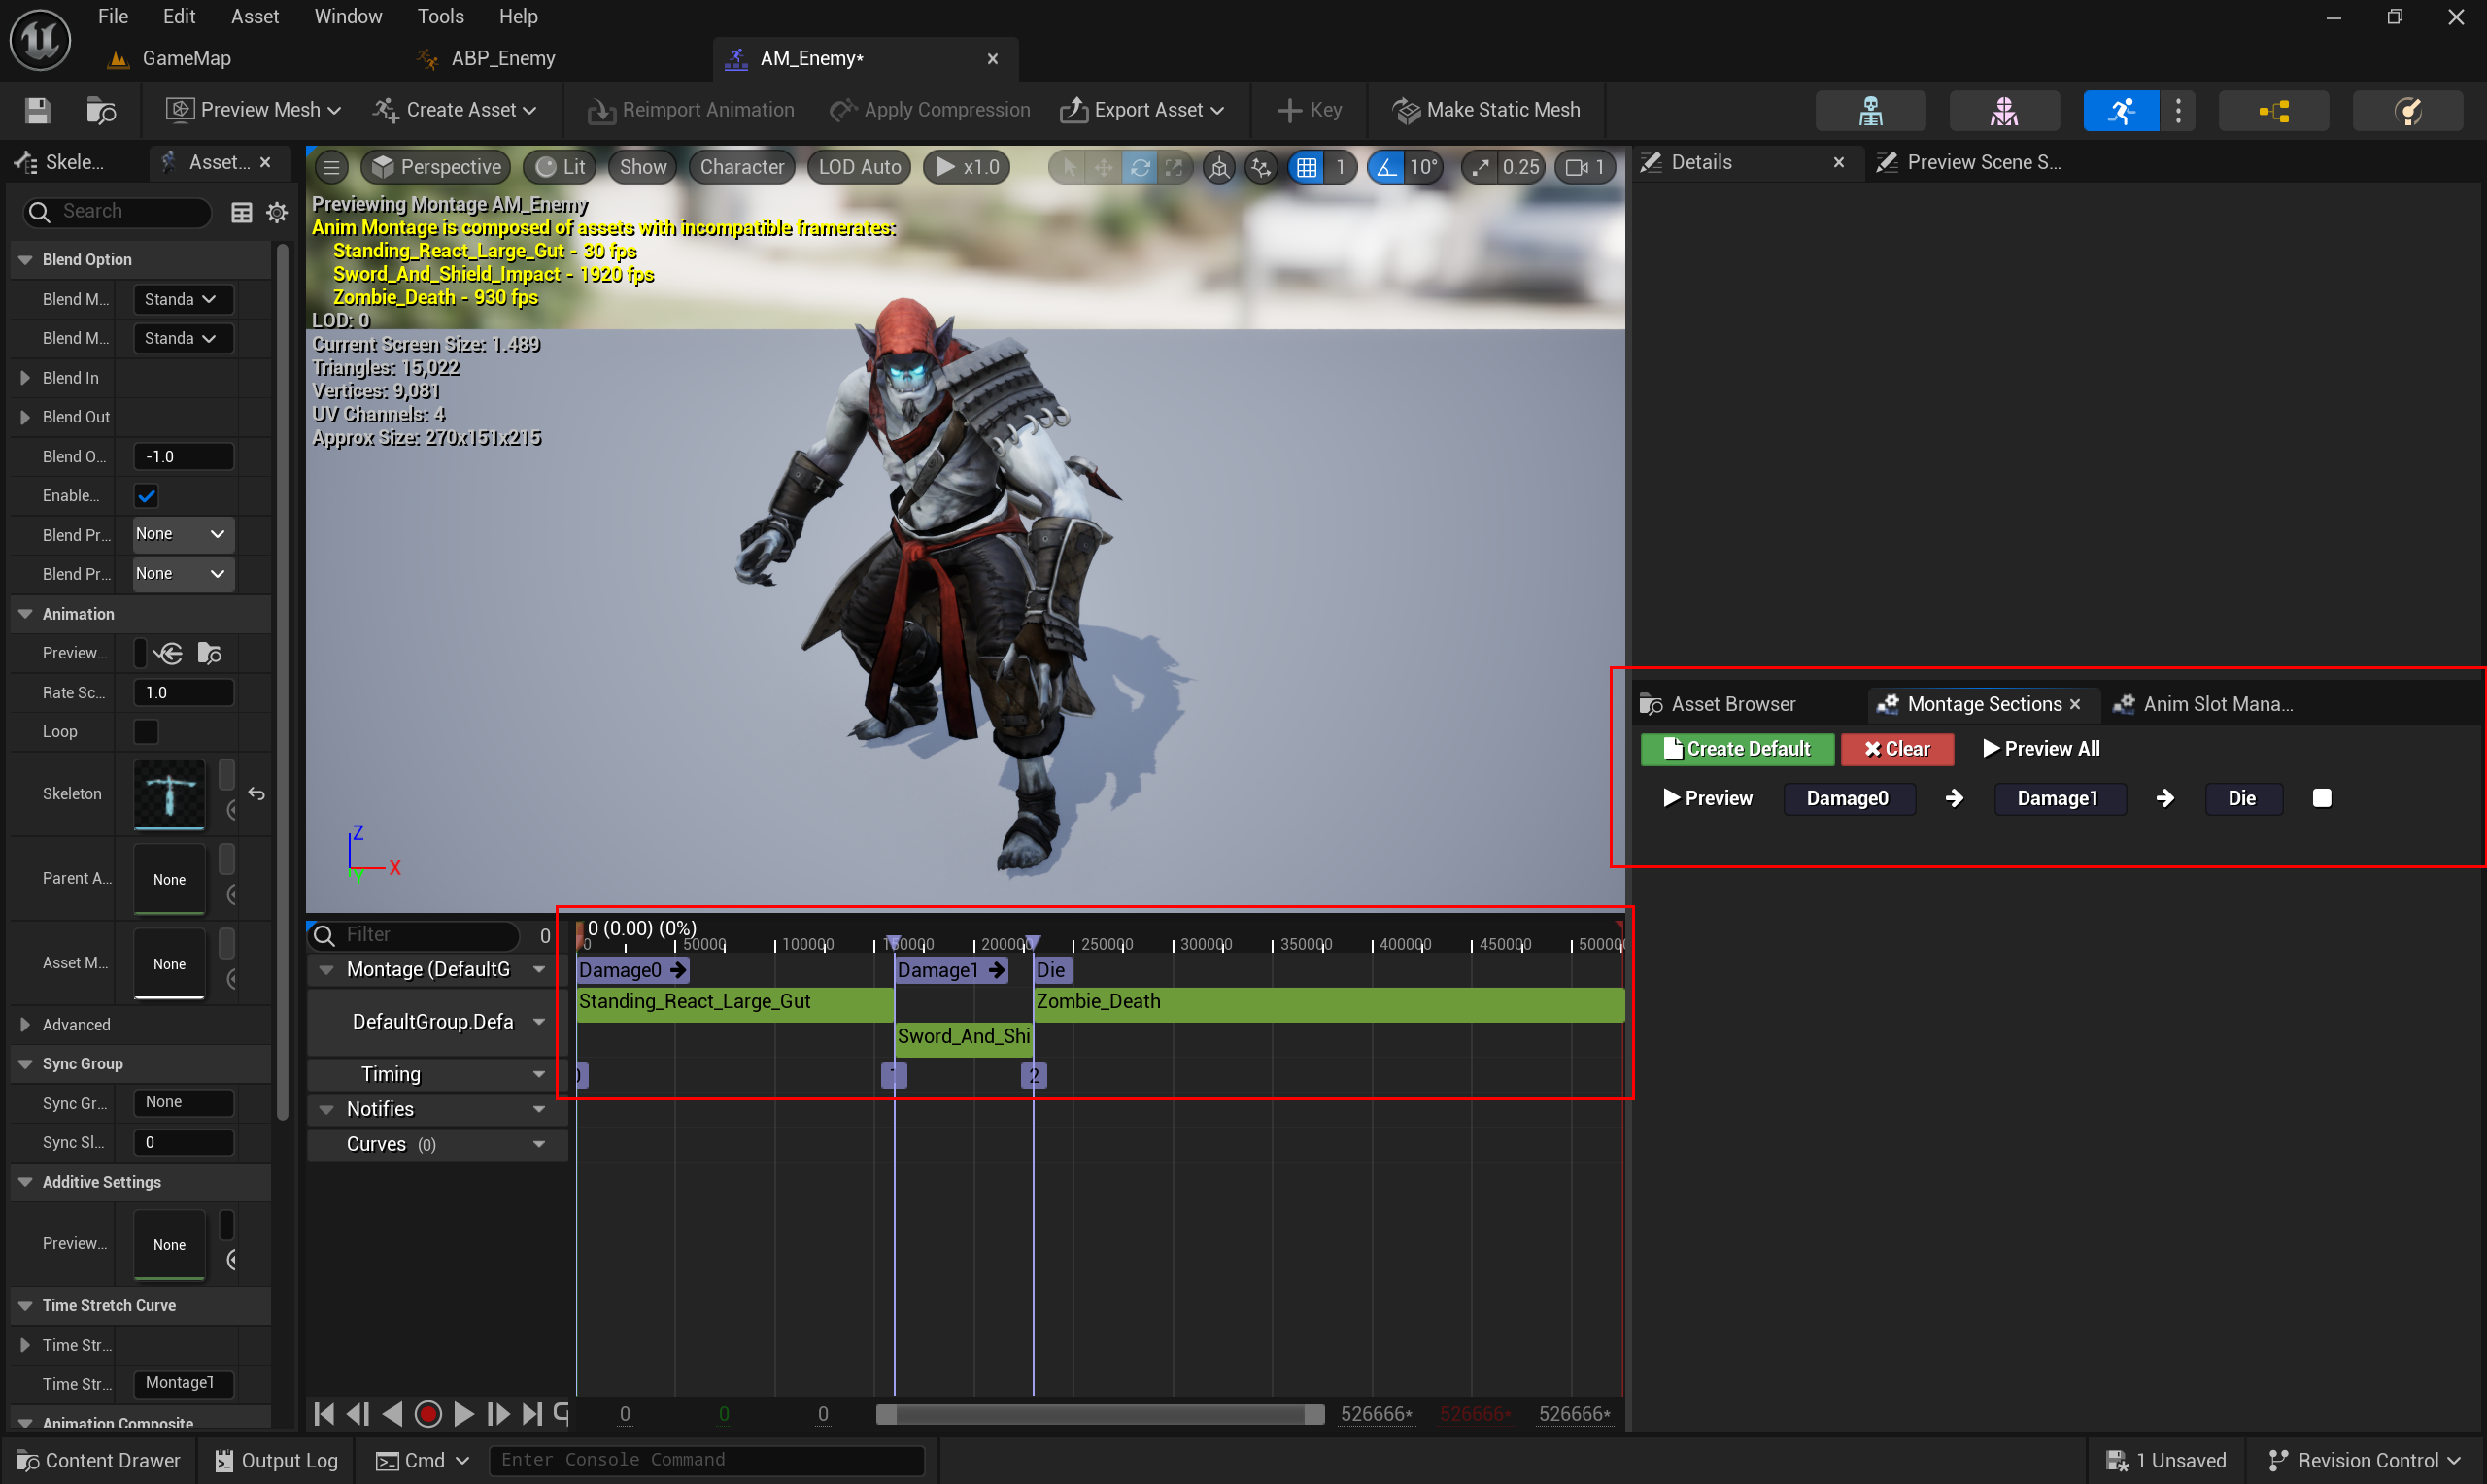 File Edit Asset Window Tools Help
GameMap ABP_Enemy AM_Enemy*
Preview Mesh Create Asset Reimport Animation Apply Compression Export Asset Key Make Static Mesh
Skele... Asset...
Search
Blend Option
Blend M... Standa
Blend M... Standa
Blend In
Blend Out
Blend O... -1.0
Enable...
Blend Pr... None
Blend Pr... None
Animation
Preview...
Rate Sc... 1.0
Loop
Skeleton
Parent A... None
Asset M... None
Advanced
Sync Group
Sync Gr... None
Sync Sl... 0
Additive Settings
Preview... None
Time Stretch Curve
Time Str...
Time Str... MontageT
Animation Composite
Perspective Lit Show Character LOD Auto x1.0 1 10° 0.25 1
Previewing Montage AM_Enemy
Anim Montage is composed of assets with incompatible framerates:
Standing_React_Large_Gut - 30 fps
Sword_And_Shield_Impact - 1920 fps
Zombie_Death - 930 fps
LOD: 0
Current Screen Size: 1.489
Triangles: 15,022
Vertices: 9,081
UV Channels: 4
Approx Size: 270x151x215
Z
X
Y
Details Preview Scene S...
Asset Browser Montage Sections Anim Slot Mana...
Create Default Clear Preview All
Preview Damage0 Damage1 Die
Filter 0 0 (0.00) (0%)
0 50000 100000 150000 200000 250000 300000 350000 400000 450000 500000
Montage (DefaultG Damage0 Damage1 Die
DefaultGroup.Defa Standing_React_Large_Gut Zombie_Death
Sword_And_Shi
Timing 2
Notifies
Curves (0)
0 0 0 526666* 526666* 526666*
Content Drawer Output Log Cmd Enter Console Command 1 Unsaved Revision Control